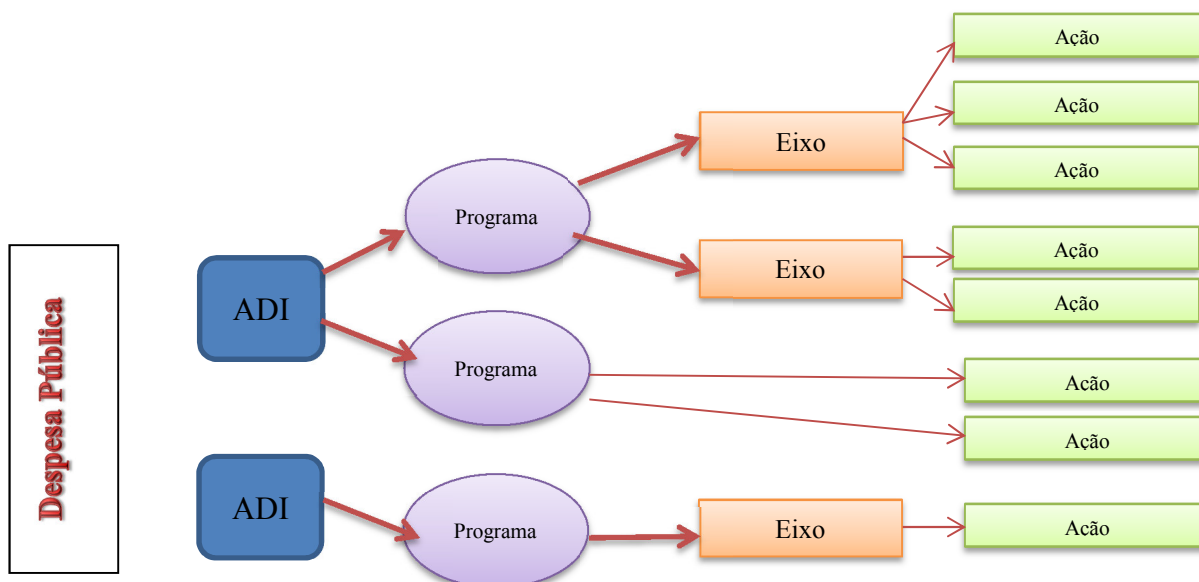 Despesa Pública
ADI
ADI
Programa
Programa
Programa
Eixo
Eixo
Eixo
Ação
Ação
Ação
Ação
Ação
Ação
Ação
Ação